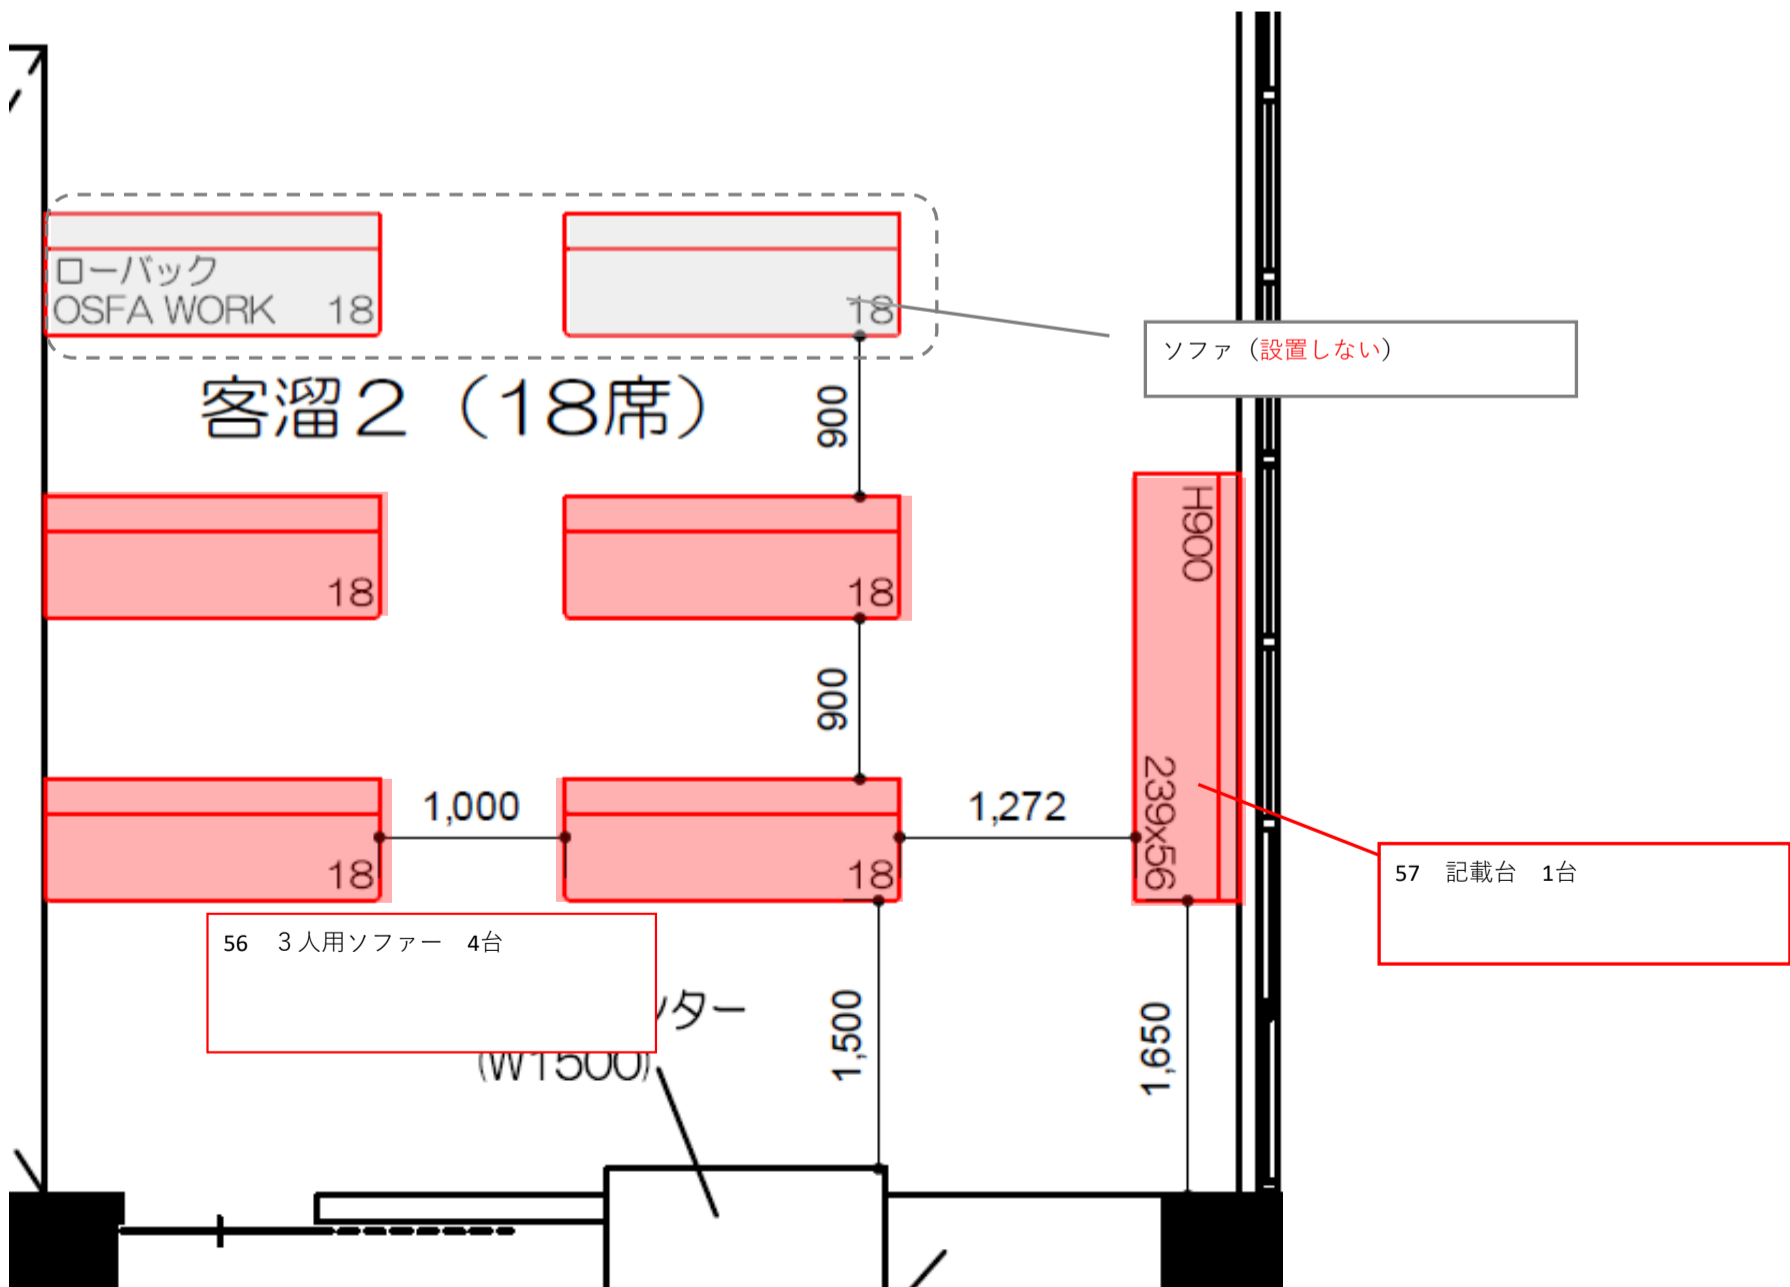 ローバック
OSFA WORK 18
18
ソファ（設置しない）
客溜２（18席）
900
H900
18
18
900
239x56
1,000
1,272
18
18
57　記載台　1台
56　３人用ソファー　4台
ンター
(W1500)
1,500
1,650